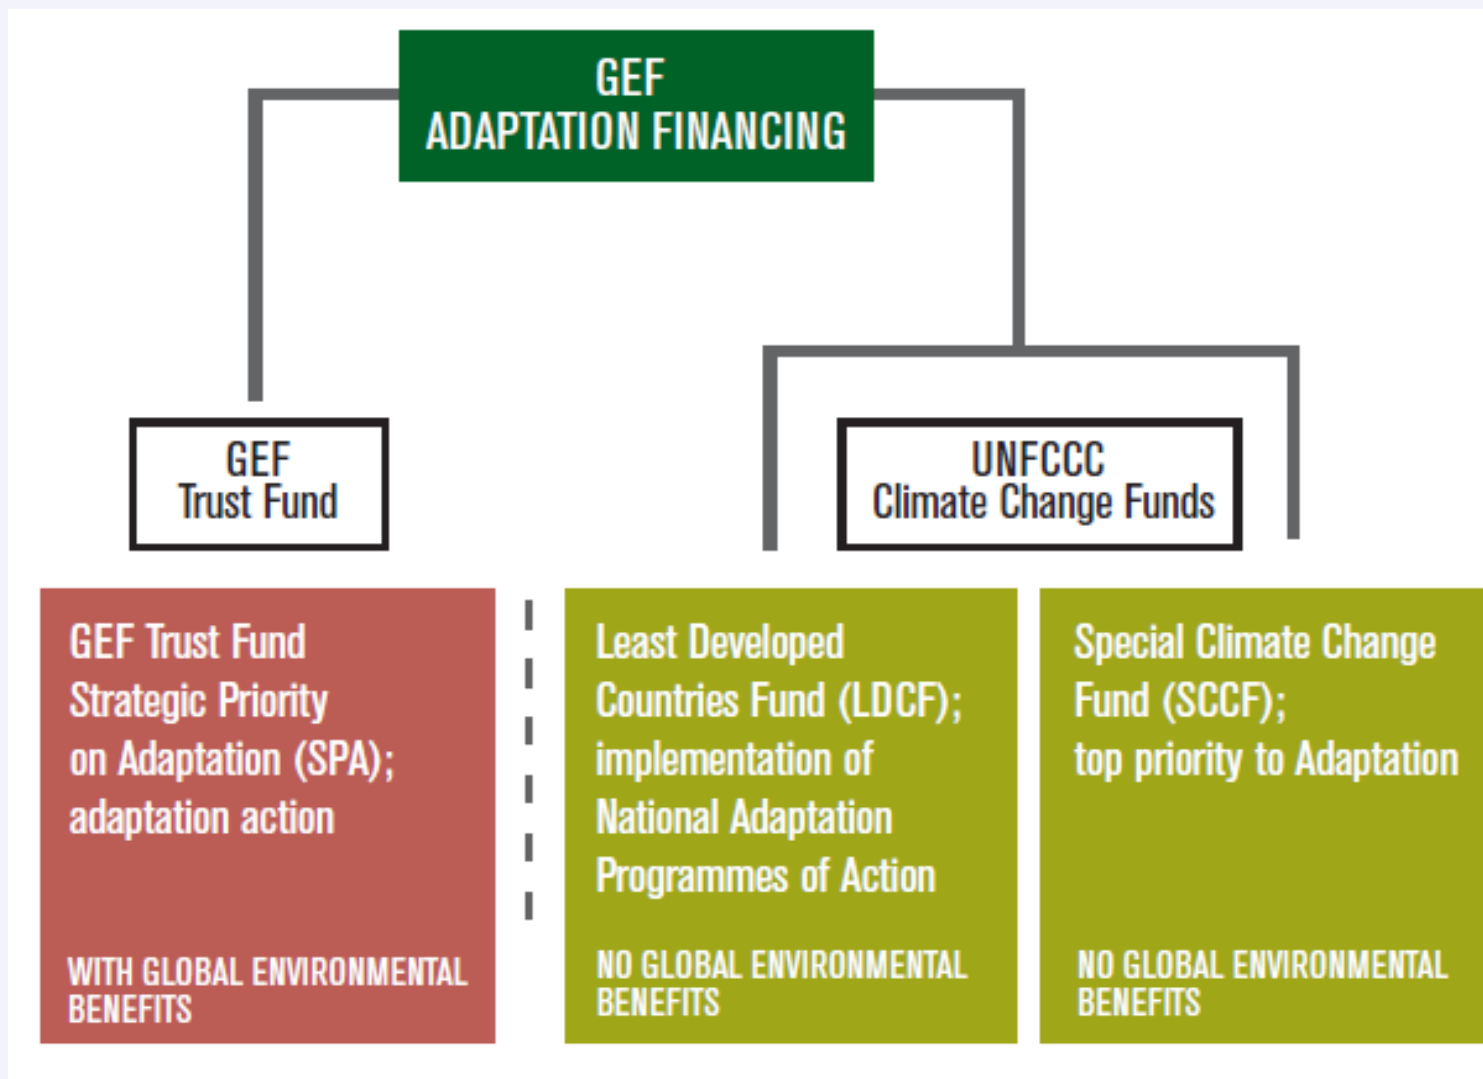 GEF
ADAPTATION FINANCING
GEF
Trust Fund
UNFCCC
Climate Change Funds
GEF Trust Fund
Strategic Priority
on Adaptation (SPA);
adaptation action
WITH GLOBAL ENVIRONMENTAL
BENEFITS
Least Developed
Countries Fund (LDCF);
implementation of
National Adaptation
Programmes of Action
NO GLOBAL ENVIRONMENTAL
BENEFITS
Special Climate Change
Fund (SCCF);
top priority to Adaptation
NO GLOBAL ENVIRONMENTAL
BENEFITS